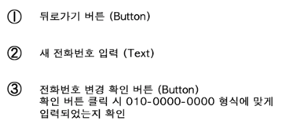 ① 뒤로가기 버튼 (Button)
② 새 전화번호 입력 (Text)
③ 전화번호 변경 확인 버튼 (Button)
확인 버튼 클릭 시 010-0000-0000 형식에 맞게
입력되었는지 확인